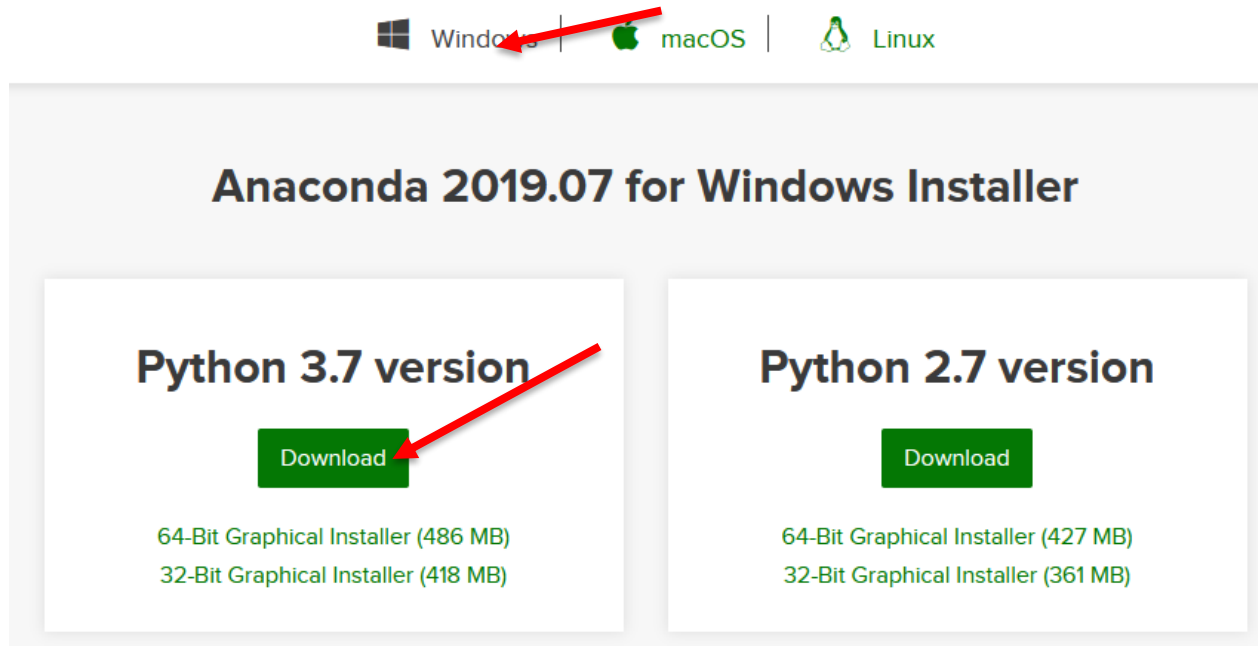 Windows macOS Linux
Anaconda 2019.07 for Windows Installer
Python 3.7 version
Download
64-Bit Graphical Installer (486 MB)
32-Bit Graphical Installer (418 MB)
Python 2.7 version
Download
64-Bit Graphical Installer (427 MB)
32-Bit Graphical Installer (361 MB)